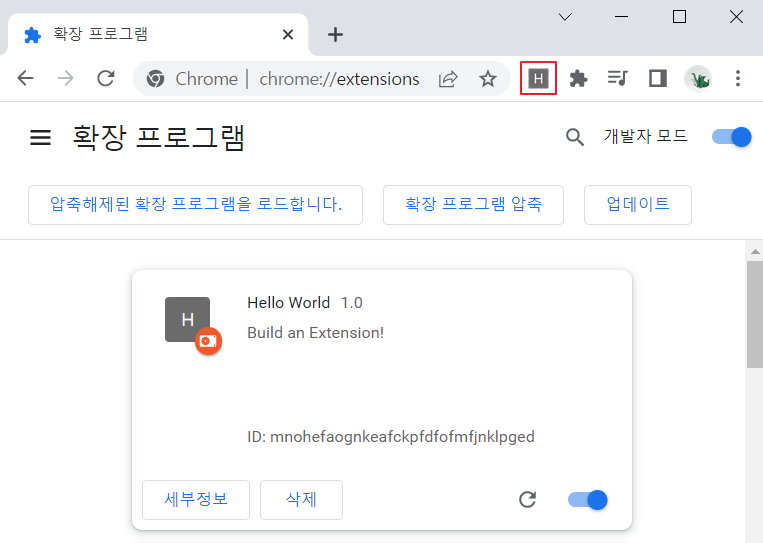 확장 프로그램
Chrome | chrome://extensions
H
확장 프로그램
개발자 모드
압축해제된 확장 프로그램을 로드합니다.
확장 프로그램 압축
업데이트
H
Hello World 1.0
Build an Extension!
ID: mnohefaognkeafckpfdfofmfjnklpged
세부정보
삭제